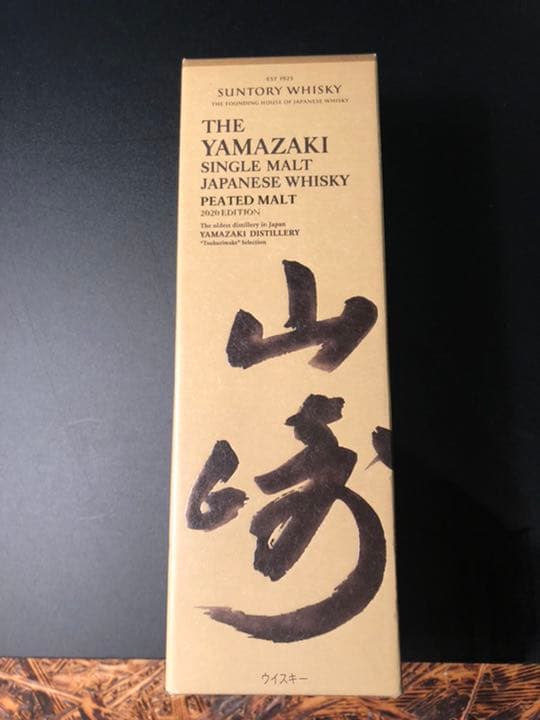 EST 1923
SUNTORY WHISKY
THE FOUNDING HOUSE OF JAPANESE WHISKY
THE
YAMAZAKI
SINGLE MALT
JAPANESE WHISKY
PEATED MALT
2020 EDITION
The oldest distillery in Japan
YAMAZAKI DISTILLERY
"Tsukuriwake" Selection
山
崎
ウイスキー